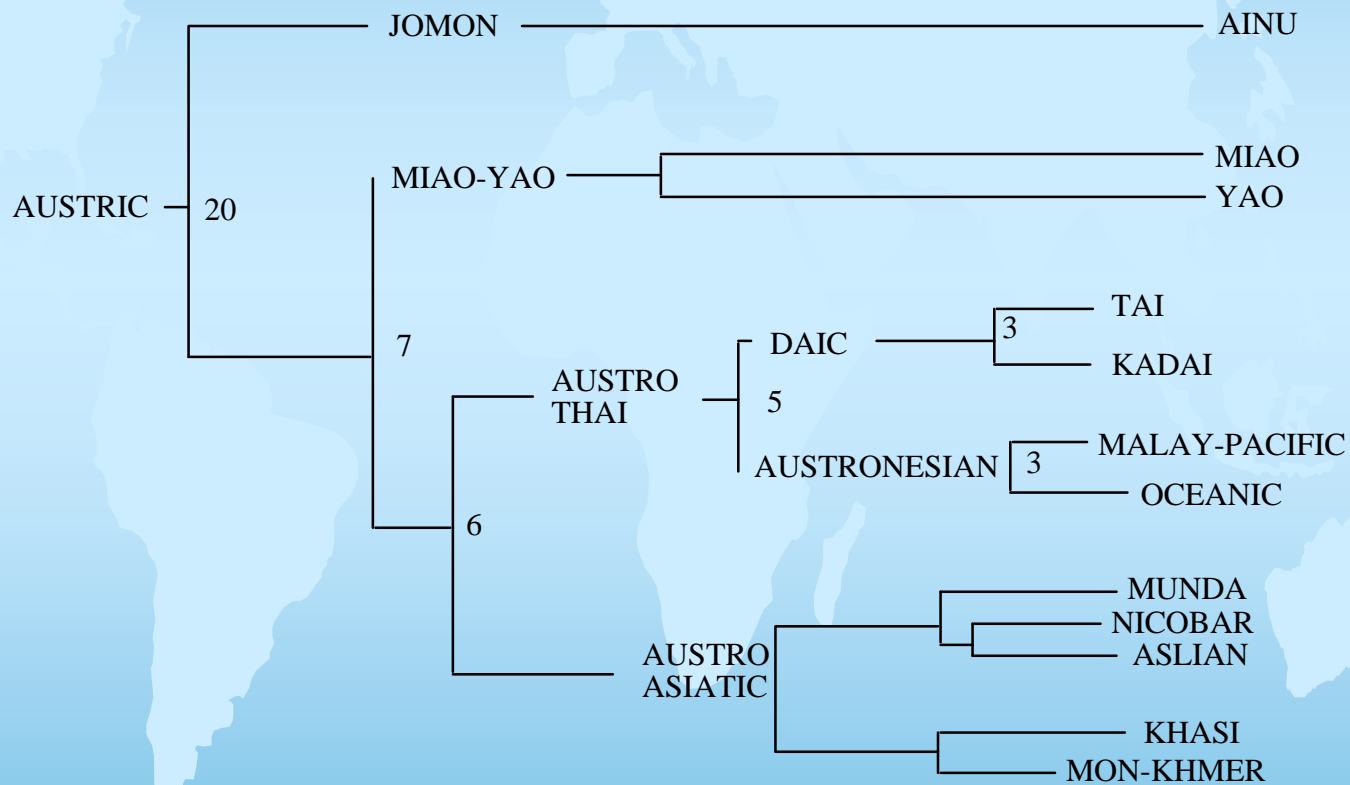 JOMON AINU
MIAO-YAO MIAO
YAO
AUSTRIC 20
TAI
3
7 DAIC
KADAI
AUSTRO
THAI
5
MALAY-PACIFIC
AUSTRONESIAN 3
OCEANIC
6
MUNDA
NICOBAR
AUSTRO
ASIATIC
ASLIAN
KHASI
MON-KHMER